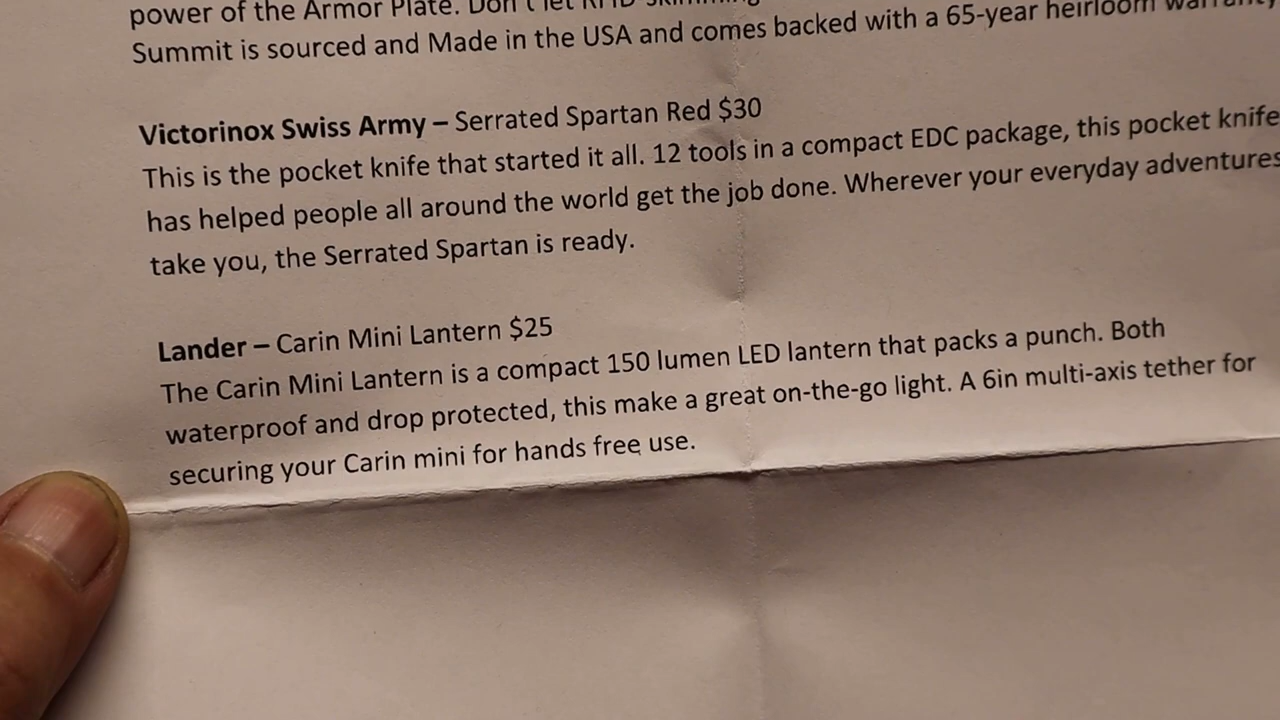 power of the Armor Plate. Don't let RFID skimming
Summit is sourced and Made in the USA and comes backed with a 65-year heirloom warranty
Victorinox Swiss Army – Serrated Spartan Red $30
This is the pocket knife that started it all. 12 tools in a compact EDC package, this pocket knife
has helped people all around the world get the job done. Wherever your everyday adventures
take you, the Serrated Spartan is ready.
Lander – Carin Mini Lantern $25
The Carin Mini Lantern is a compact 150 lumen LED lantern that packs a punch. Both
waterproof and drop protected, this make a great on-the-go light. A 6in multi-axis tether for
securing your Carin mini for hands free use.